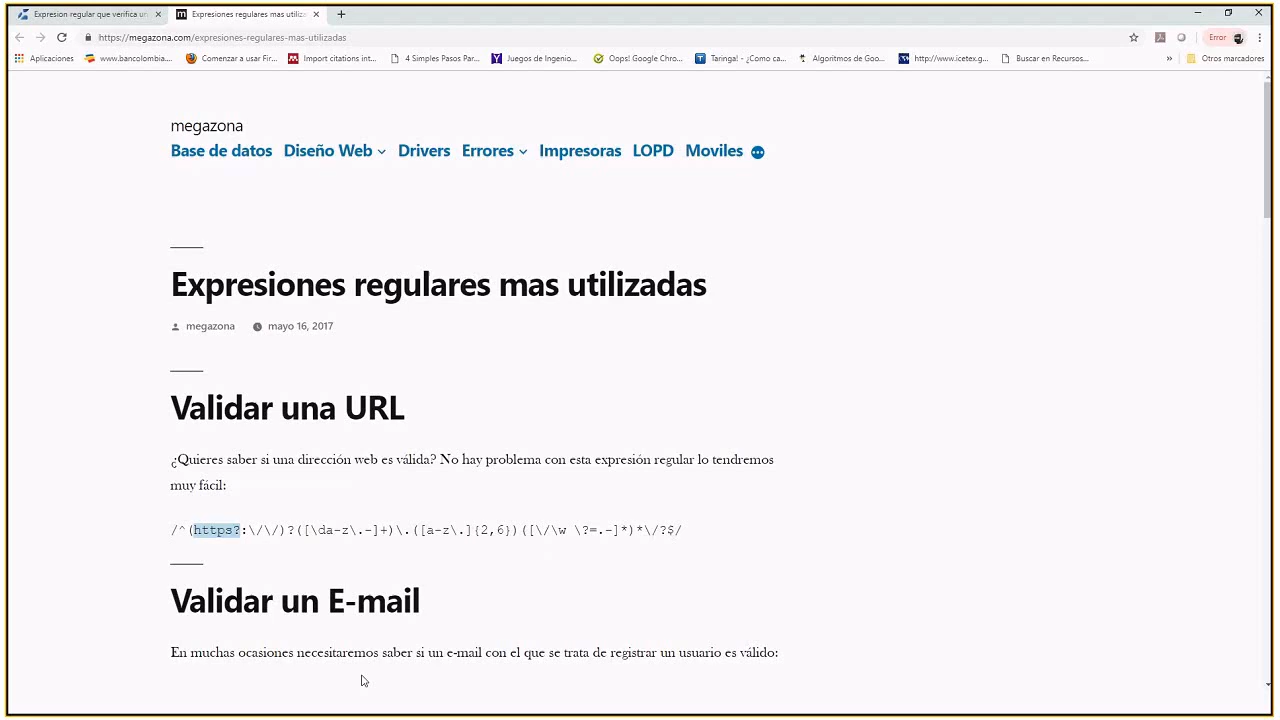 Expresion regular que verifica un
Expresiones regulares mas utiliza
https://megazona.com/expresiones-regulares-mas-utilizadas
Error
Aplicaciones
www.bancolombia....
Comenzar a usar Fir...
Import citations int...
4 Simples Pasos Par...
Juegos de Ingenio...
Oops! Google Chro...
Taringa! - ¿Como ca...
Algoritmos de Goo...
http://www.icetex.g...
Buscar en Recursos...
»
Otros marcadores
megazona
Base de datos Diseño Web Drivers Errores Impresoras LOPD Moviles
Expresiones regulares mas utilizadas
megazona mayo 16, 2017
Validar una URL
¿Quieres saber si una dirección web es válida? No hay problema con esta expresión regular lo tendremos
muy fácil:
/^(https?:\/\/)?([\da-z\.-]+)\.([a-z\.]{2,6})([\/\w \?=.-]*)*\/?$/
Validar un E-mail
En muchas ocasiones necesitaremos saber si un e-mail con el que se trata de registrar un usuario es válido: